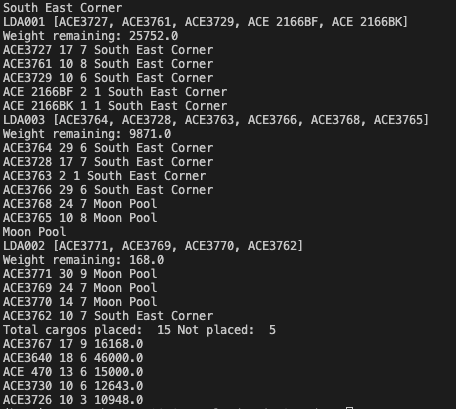 South East Corner
LDA001 [ACE3727, ACE3761, ACE3729, ACE 2166BF, ACE 2166BK]
Weight remaining: 25752.0
ACE3727 17 7 South East Corner
ACE3761 10 8 South East Corner
ACE3729 10 6 South East Corner
ACE 2166BF 2 1 South East Corner
ACE 2166BK 1 1 South East Corner
LDA003 [ACE3764, ACE3728, ACE3763, ACE3766, ACE3768, ACE3765]
Weight remaining: 9871.0
ACE3764 29 6 South East Corner
ACE3728 17 7 South East Corner
ACE3763 2 1 South East Corner
ACE3766 29 6 South East Corner
ACE3768 24 7 Moon Pool
ACE3765 10 8 Moon Pool
Moon Pool
LDA002 [ACE3771, ACE3769, ACE3770, ACE3762]
Weight remaining: 168.0
ACE3771 30 9 Moon Pool
ACE3769 24 7 Moon Pool
ACE3770 14 7 Moon Pool
ACE3762 10 7 South East Corner
Total cargos placed:  15 Not placed:  5
ACE3767 17 9 16168.0
ACE3640 18 6 46000.0
ACE 470 13 6 15000.0
ACE3730 10 6 12643.0
ACE3726 10 3 10948.0